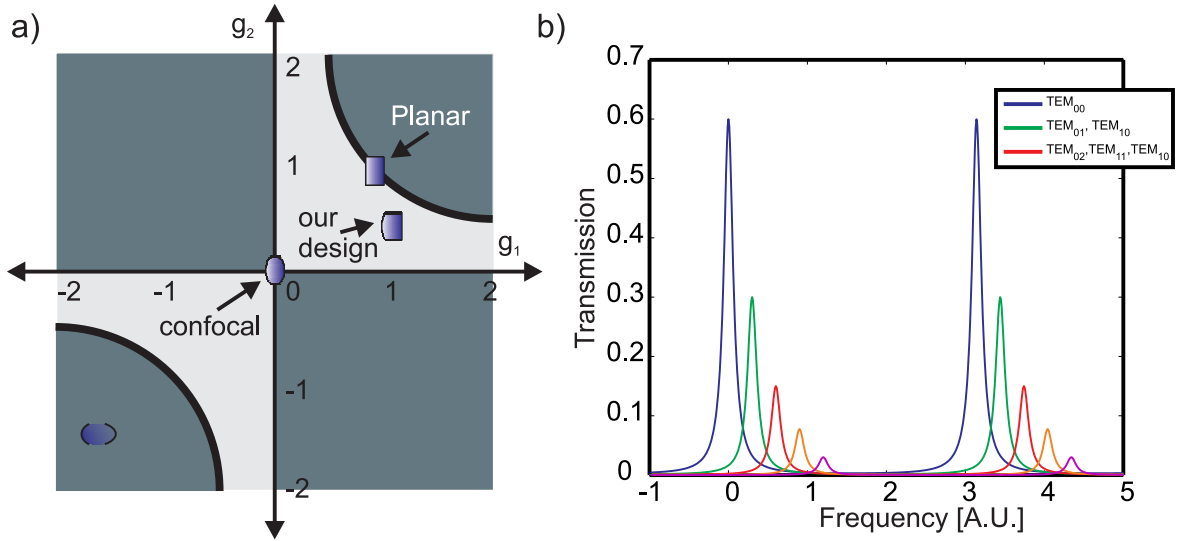 a)
g₂
2
Planar
1
our
design
g₁
-2
-1
0
1
2
confocal
-1
-2
b)
0.7
0.6
0.5
0.4
0.3
0.2
0.1
0
Transmission
TEM₀₀
TEM₀₁, TEM₁₀
TEM₀₂,TEM₁₁,TEM₁₀
-1
0
1
2
3
4
5
Frequency [A.U.]